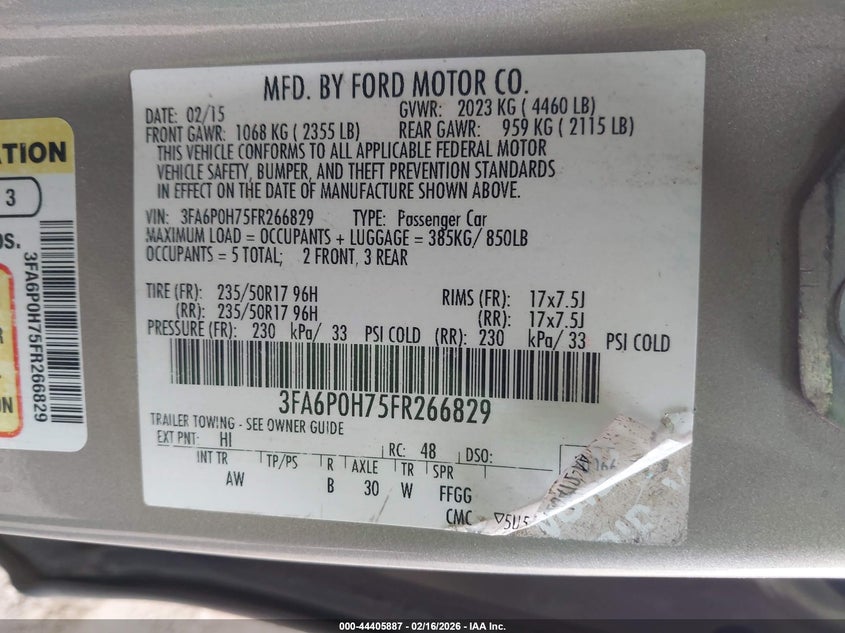 MFD. BY FORD MOTOR CO.
DATE: 02/15 GVWR: 2023 KG ( 4460 LB)
FRONT GAWR: 1068 KG ( 2355 LB) REAR GAWR: 959 KG ( 2115 LB)
THIS VEHICLE CONFORMS TO ALL APPLICABLE FEDERAL MOTOR
VEHICLE SAFETY, BUMPER, AND THEFT PREVENTION STANDARDS
IN EFFECT ON THE DATE OF MANUFACTURE SHOWN ABOVE.
VIN: 3FA6P0H75FR266829 TYPE: Passenger Car
MAXIMUM LOAD = OCCUPANTS + LUGGAGE = 385KG/ 850LB
OCCUPANTS = 5 TOTAL; 2 FRONT, 3 REAR
TIRE (FR): 235/50R17 96H RIMS (FR): 17x7.5J
(RR): 235/50R17 96H (RR): 17x7.5J
PRESSURE (FR): 230 kPa/ 33 PSI COLD (RR): 230 kPa/ 33 PSI COLD
3FA6P0H75FR266829
TRAILER TOWING - SEE OWNER GUIDE
EXT PNT: HI RC: 48 DSO:
INT TR TP/PS R AXLE TR SPR
AW B 30 W FFGG
CMC
3
3FA6P0H75FR266829
000-44405887 - 02/16/2026 - IAA Inc.